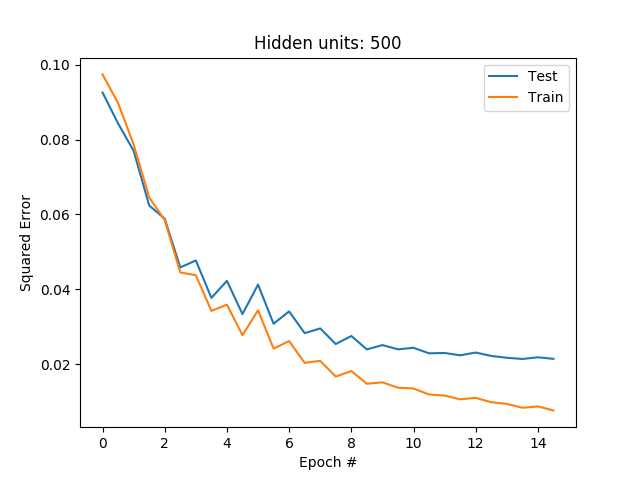 Hidden units: 500
Test
Train
0.10
0.08
0.06
0.04
0.02
Squared Error
0 2 4 6 8 10 12 14
Epoch #